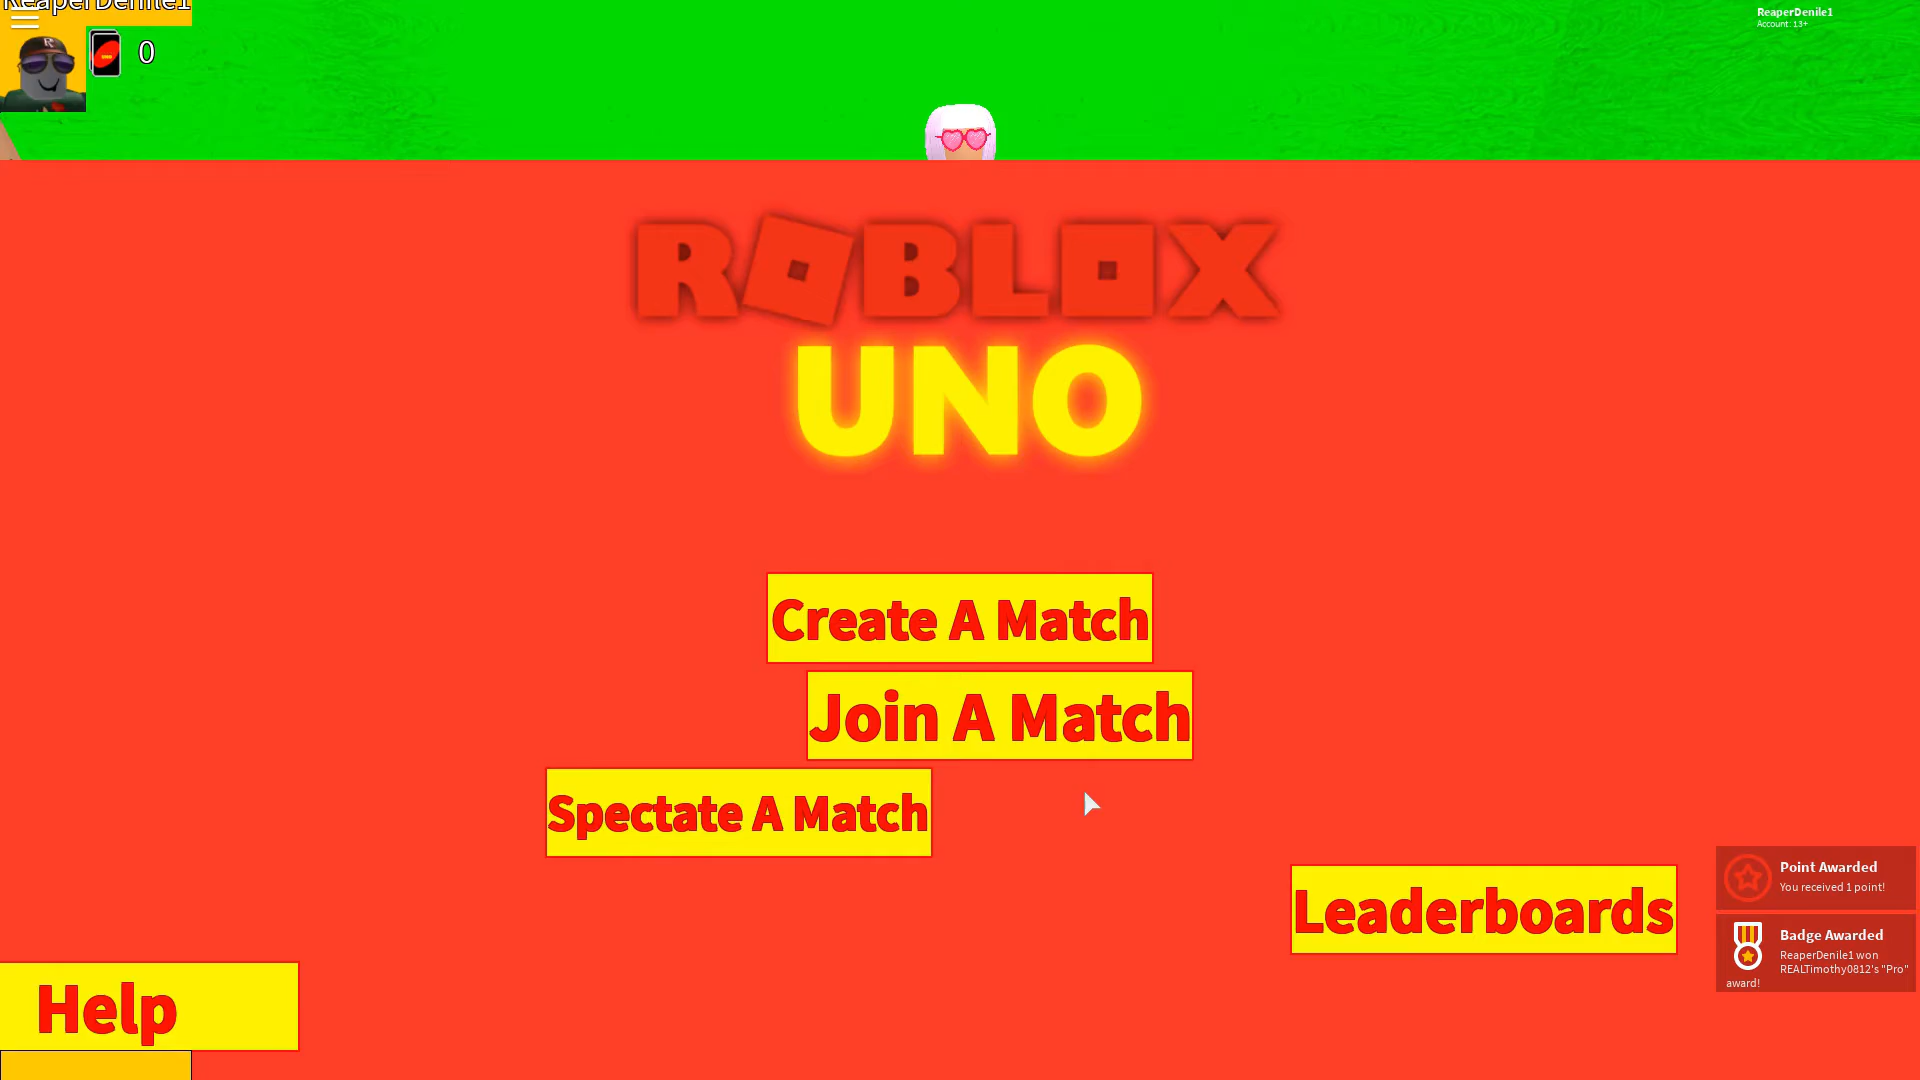 ReaperDenile1
0
ReaperDenile1
Account: 13+
ROBLOX
UNO
Create A Match
Join A Match
Spectate A Match
Leaderboards
Point Awarded
You received 1 point!
Badge Awarded
ReaperDenile1 won
REALTimothy0812's "Pro"
award!
Help